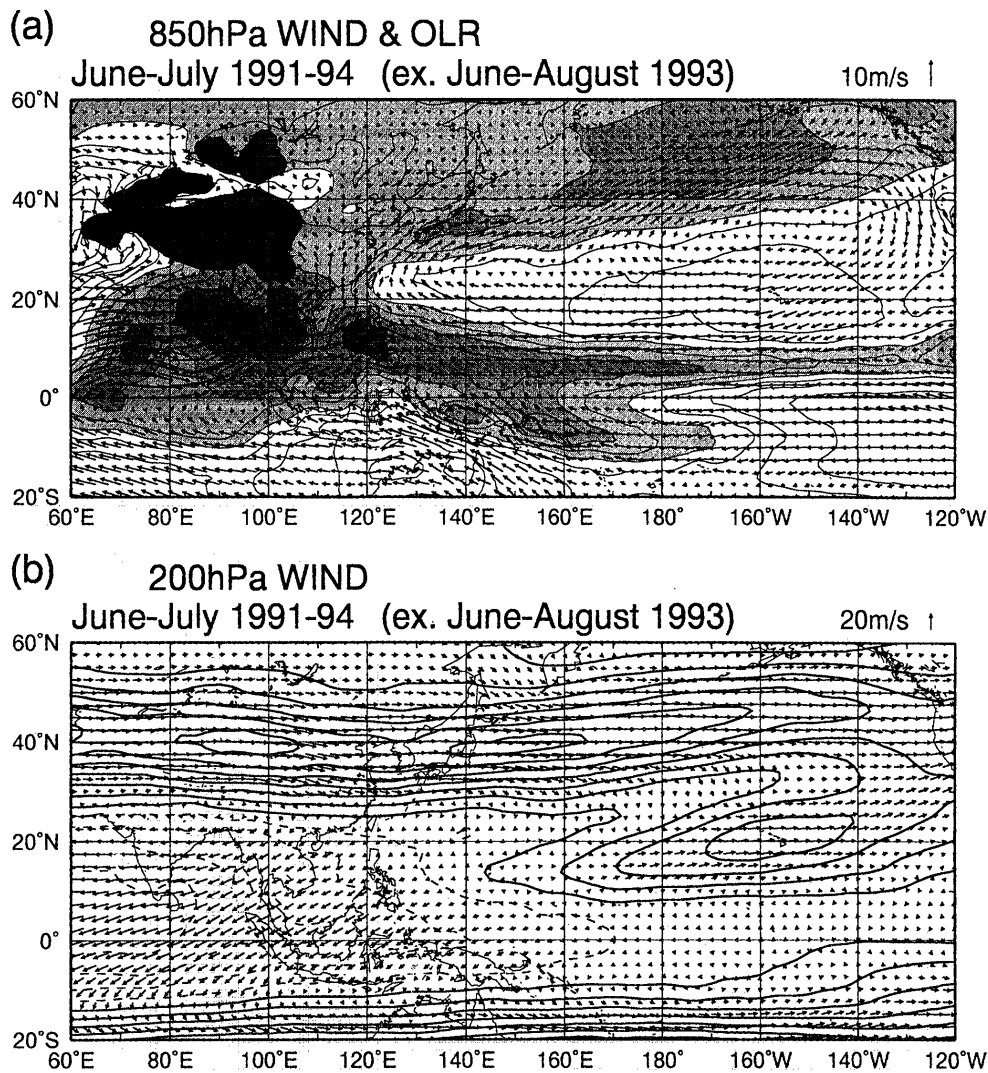 (a)
850hPa WIND & OLR
June-July 1991-94 (ex. June-August 1993) 10m/s
60°N
40°N
20°N
0°
20°S
60°E 80°E 100°E 120°E 140°E 160°E 180° 160°W 140°W 120°W
(b)
200hPa WIND
June-July 1991-94 (ex. June-August 1993) 20m/s
60°N
40°N
20°N
0°
20°S
60°E 80°E 100°E 120°E 140°E 160°E 180° 160°W 140°W 120°W